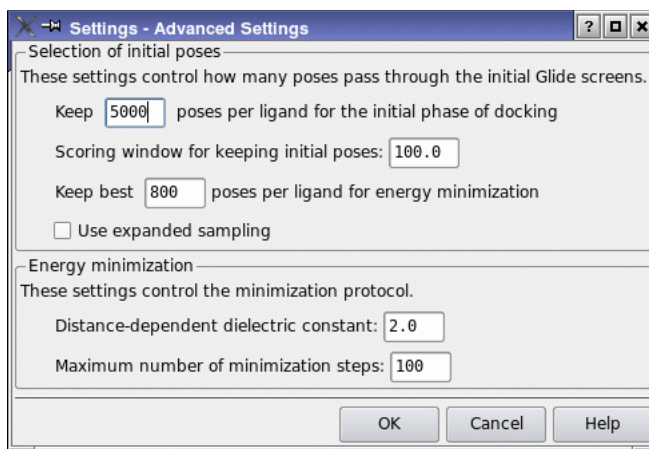 Settings - Advanced Settings ?
Selection of initial poses
These settings control how many poses pass through the initial Glide screens.
Keep 5000 poses per ligand for the initial phase of docking
Scoring window for keeping initial poses: 100.0
Keep best 800 poses per ligand for energy minimization
Use expanded sampling
Energy minimization
These settings control the minimization protocol.
Distance-dependent dielectric constant: 2.0
Maximum number of minimization steps: 100
OK Cancel Help